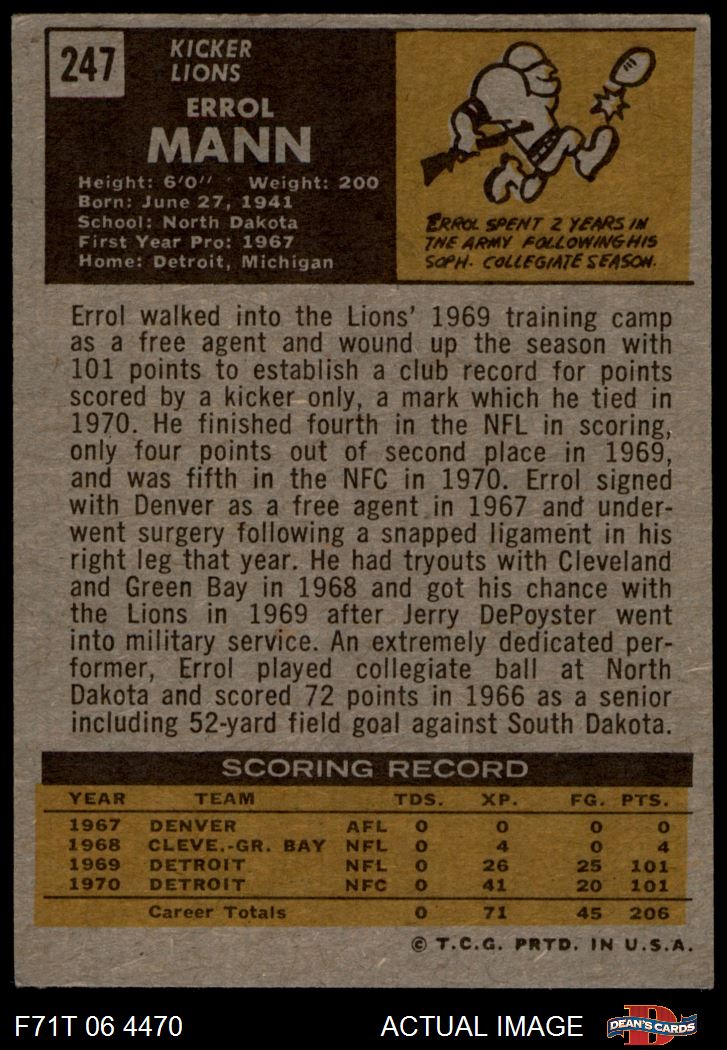 247
KICKER
LIONS
ERROL
MANN
Height: 6'0" Weight: 200
Born: June 27, 1941
School: North Dakota
First Year Pro: 1967
Home: Detroit, Michigan
ERROL SPENT 2 YEARS IN
THE ARMY FOLLOWING HIS
SOPH. COLLEGIATE SEASON.
Errol walked into the Lions' 1969 training camp
as a free agent and wound up the season with
101 points to establish a club record for points
scored by a kicker only, a mark which he tied in
1970. He finished fourth in the NFL in scoring,
only four points out of second place in 1969,
and was fifth in the NFC in 1970. Errol signed
with Denver as a free agent in 1967 and under-
went surgery following a snapped ligament in his
right leg that year. He had tryouts with Cleveland
and Green Bay in 1968 and got his chance with
the Lions in 1969 after Jerry DePoyster went
into military service. An extremely dedicated per-
former, Errol played collegiate ball at North
Dakota and scored 72 points in 1966 as a senior
including 52-yard field goal against South Dakota.
SCORING RECORD
YEAR TEAM TDS. XP. FG. PTS.
1967 DENVER AFL 0 0 0 0
1968 CLEVE.-GR. BAY NFL 0 4 0 4
1969 DETROIT NFL 0 26 25 101
1970 DETROIT NFC 0 41 20 101
Career Totals 0 71 45 206
© T.C.G. PRTD. IN U.S.A.
F71T 06 4470 ACTUAL IMAGE
D
DEAN'S CARDS